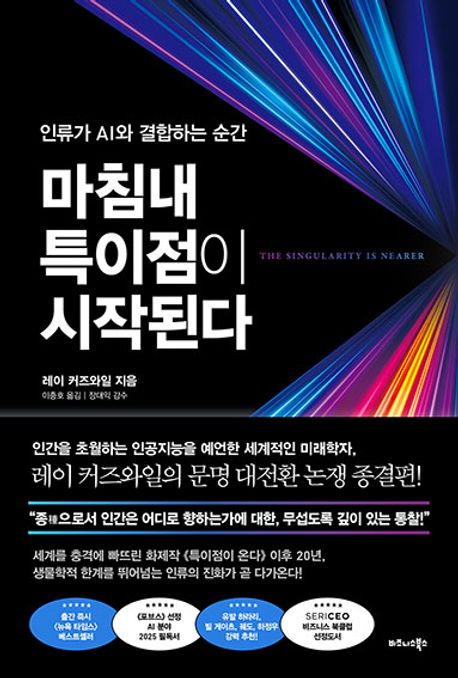 인류가 AI와 결합하는 순간
마침내
특이점이
시작된다
THE SINGULARITY IS NEARER
레이 커즈와일 지음
이충호 옮김 | 장대익 감수
인간을 초월하는 인공지능을 예언한 세계적인 미래학자,
레이 커즈와일의 문명 대전환 논쟁 종결편!
“종種으로서 인간은 어디로 향하는가에 대한, 무섭도록 깊이 있는 통찰!”
세계를 충격에 빠뜨린 화제작 《특이점이 온다》 이후 20년,
생물학적 한계를 뛰어넘는 인류의 진화가 곧 다가온다!
★★★★★
출간 즉시
《뉴욕 타임스》
베스트셀러
★★★★★
《포브스》 선정
AI 분야
2025 필독서
★★★★★
유발 하라리,
빌 게이츠, 궤도, 하정우
강력 추천!
★★★★★
SERICEO
비즈니스 북클럽
선정도서
비즈니스북스